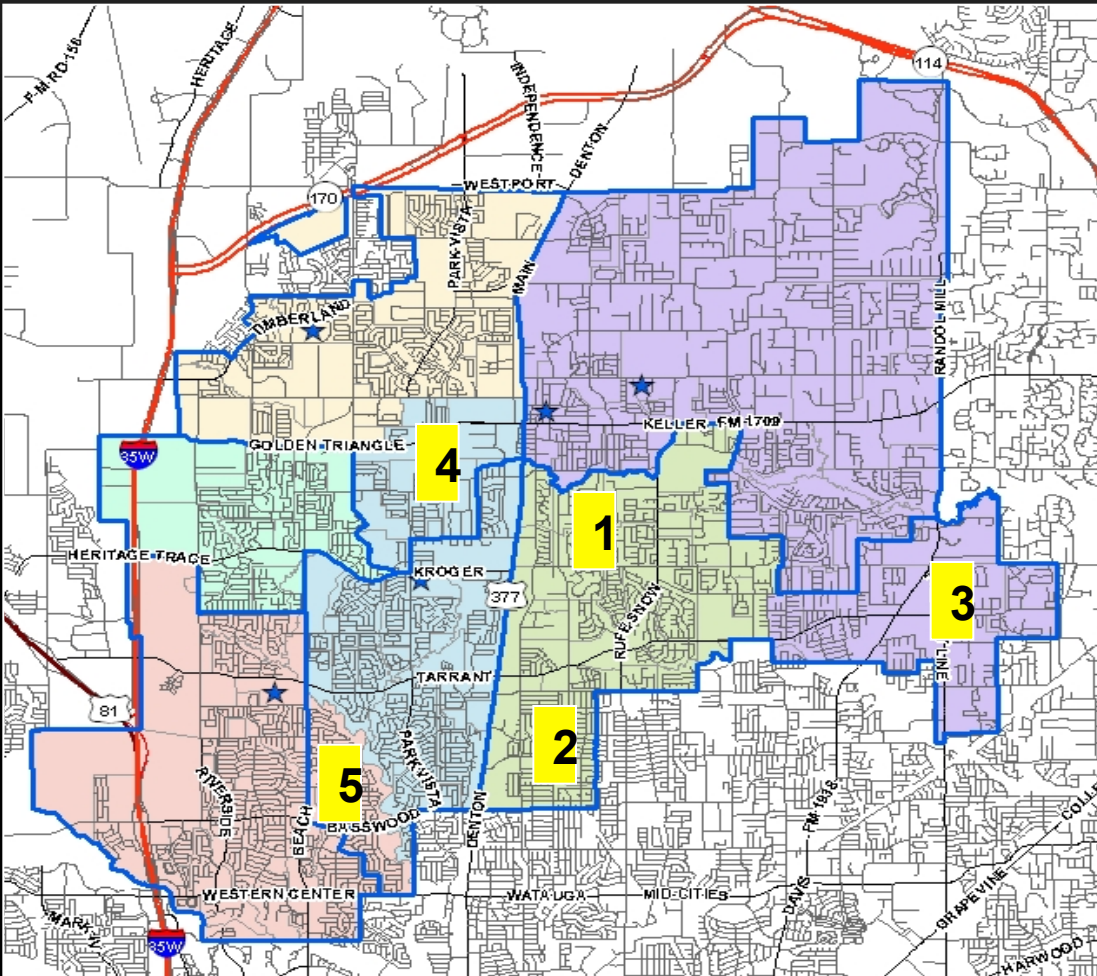 F-M-RD-156
HERITAGE
INDEPENDENCE
DENTON
114
170
WESTPORT
PARK VISTA
MAIN
TIMBERLAND
RANDOL MILL
KELLER FM-1709
GOLDEN TRIANGLE
35W
4
1
HERITAGE TRACE
KROGER
377
3
RUFE SNOW
LINE
TARRANT
81
2
PARK VISTA
5
RIVERSIDE
BEACH
BASSWOOD
DENTON
FM-1938
COLLE
WESTERN CENTER
WATAUGA
MID-CITIES
DAVIS
GRAPEVINE
MARK IV
35W
HARWOOD